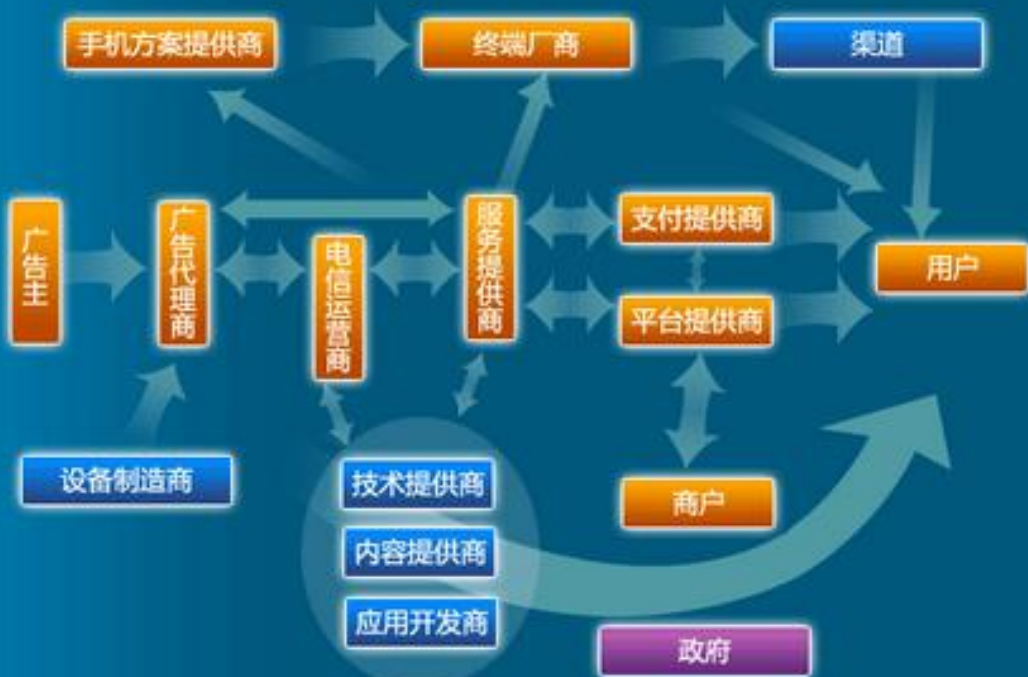 手机方案提供商
终端厂商
渠道
广告主
广告代理商
电信运营商
服务提供商
支付提供商
平台提供商
用户
设备制造商
技术提供商
内容提供商
应用开发商
商户
政府